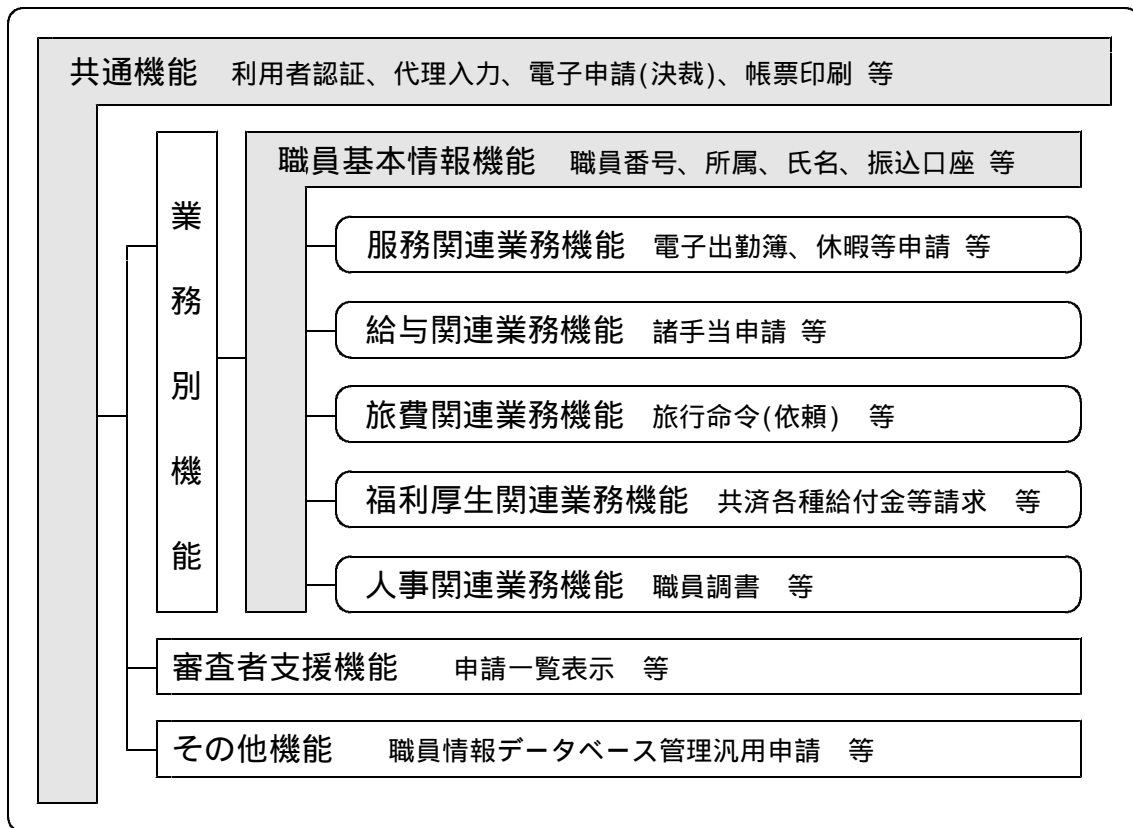 共通機能 利用者認証、代理入力、電子申請(決裁)、帳票印刷 等
業務別機能
職員基本情報機能 職員番号、所属、氏名、振込口座 等
服務関連業務機能 電子出勤簿、休暇等申請 等
給与関連業務機能 諸手当申請 等
旅費関連業務機能 旅行命令(依頼) 等
福利厚生関連業務機能 共済各種給付金等請求 等
人事関連業務機能 職員調書 等
審査者支援機能 申請一覧表示 等
その他機能 職員情報データベース管理汎用申請 等